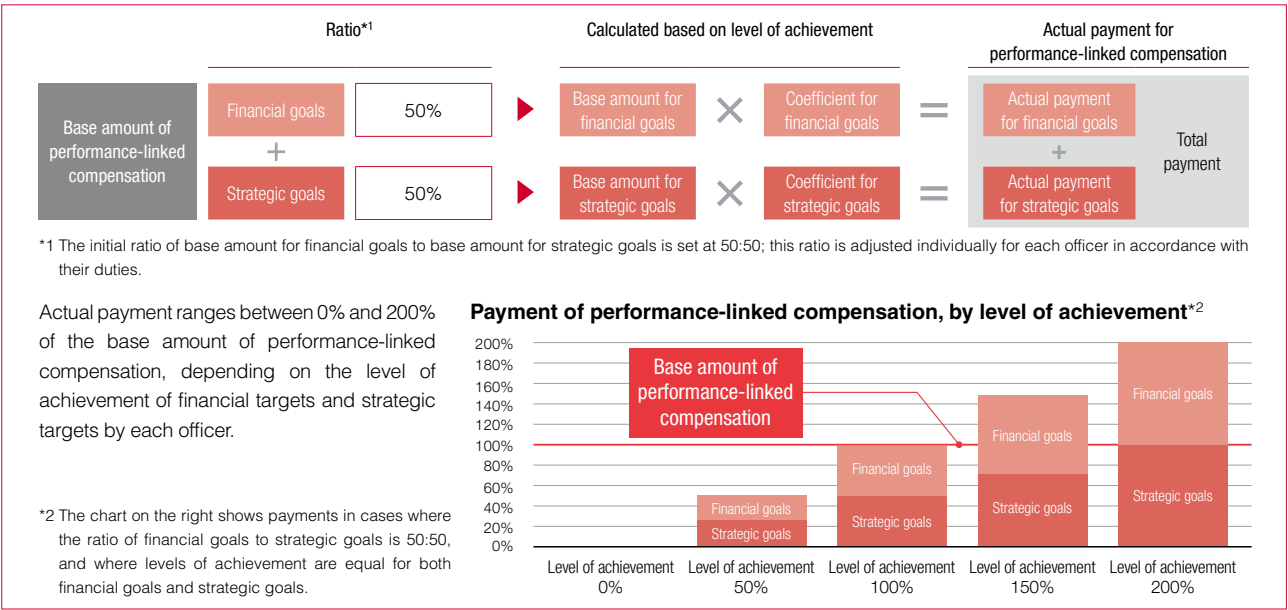 Ratio*1
Calculated based on level of achievement
Actual payment for
performance-linked compensation
Base amount of
performance-linked
compensation
Financial goals
50%
Base amount for
financial goals
×
Coefficient for
financial goals
=
Actual payment
for financial goals
+
+
Total
payment
Strategic goals
50%
Base amount for
strategic goals
×
Coefficient for
strategic goals
=
Actual payment
for strategic goals
*1 The initial ratio of base amount for financial goals to base amount for strategic goals is set at 50:50; this ratio is adjusted individually for each officer in accordance with
their duties.
Actual payment ranges between 0% and 200%
of the base amount of performance-linked
compensation, depending on the level of
achievement of financial targets and strategic
targets by each officer.
*2 The chart on the right shows payments in cases where
the ratio of financial goals to strategic goals is 50:50,
and where levels of achievement are equal for both
financial goals and strategic goals.
Payment of performance-linked compensation, by level of achievement*2
200%
180%
160%
140%
120%
100%
80%
60%
40%
20%
0%
Base amount of
performance-linked
compensation
Financial goals
Strategic goals
Financial goals
Strategic goals
Financial goals
Strategic goals
Financial goals
Strategic goals
Level of achievement
0%
Level of achievement
50%
Level of achievement
100%
Level of achievement
150%
Level of achievement
200%